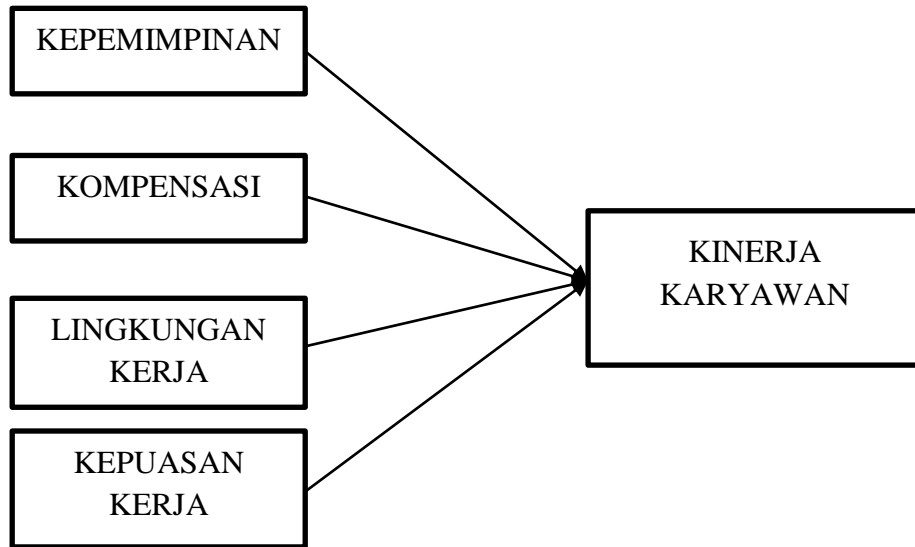 KEPEMIMPINAN
KOMPENSASI
LINGKUNGAN
KERJA
KEPUASAN
KERJA
KINERJA
KARYAWAN